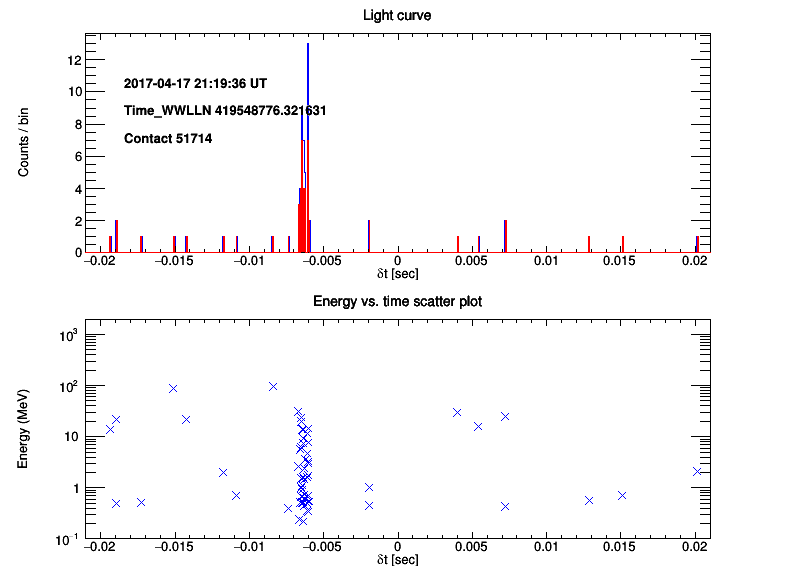 Light curve
Counts / bin
12
10
8
6
4
2
0
2017-04-17 21:19:36 UT
Time_WWLLN 419548776.321631
Contact 51714
−0.02 −0.015 −0.01 −0.005 0 0.005 0.01 0.015 0.02
δt [sec]
Energy vs. time scatter plot
Energy (MeV)
10³
10²
10
1
10⁻¹
−0.02 −0.015 −0.01 −0.005 0 0.005 0.01 0.015 0.02
δt [sec]